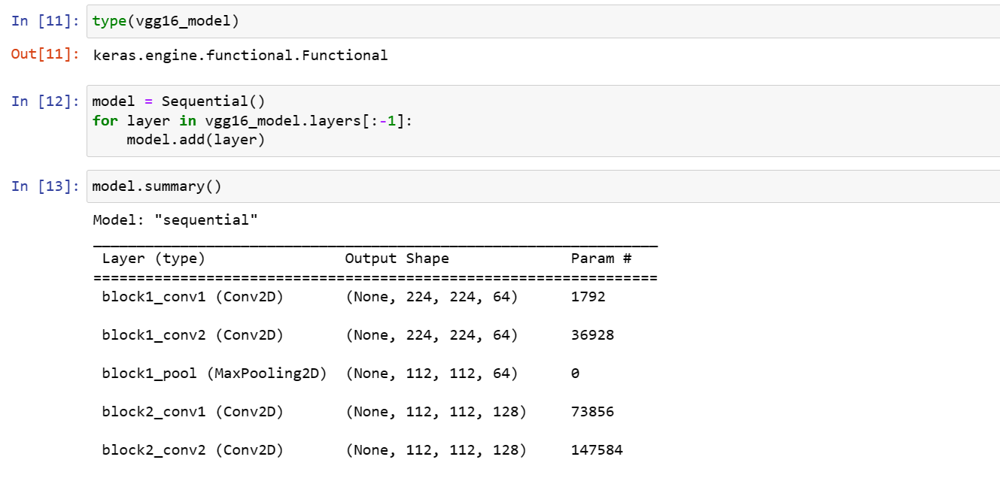 In [11]: type(vgg16_model)
Out[11]: keras.engine.functional.Functional
In [12]: model = Sequential()
for layer in vgg16_model.layers[:-1]:
    model.add(layer)
In [13]: model.summary()
Model: "sequential"
_________________________________________________________________
Layer (type)                Output Shape              Param #
=================================================================
block1_conv1 (Conv2D)       (None, 224, 224, 64)      1792
block1_conv2 (Conv2D)       (None, 224, 224, 64)      36928
block1_pool (MaxPooling2D)  (None, 112, 112, 64)      0
block2_conv1 (Conv2D)       (None, 112, 112, 128)     73856
block2_conv2 (Conv2D)       (None, 112, 112, 128)     147584